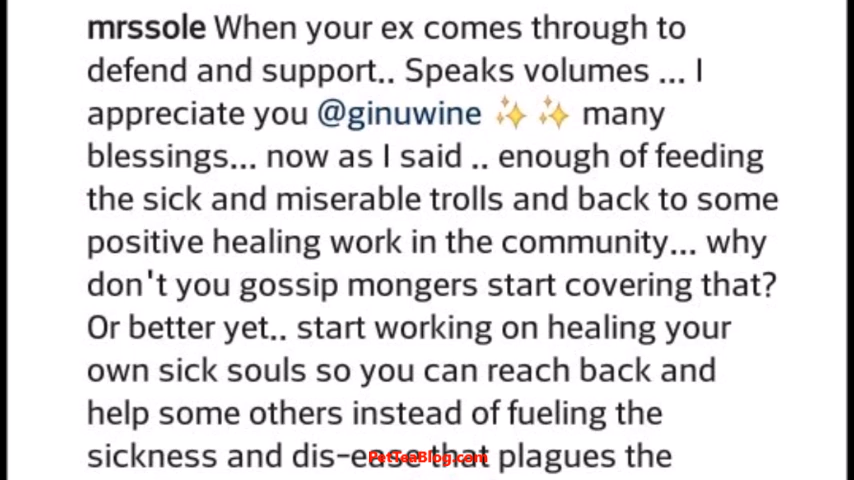 mrssole When your ex comes through to
defend and support.. Speaks volumes ... I
appreciate you @ginuwine ✨ ✨ many
blessings... now as I said .. enough of feeding
the sick and miserable trolls and back to some
positive healing work in the community... why
don't you gossip mongers start covering that?
Or better yet.. start working on healing your
own sick souls so you can reach back and
help some others instead of fueling the
sickness and dis-ease that plagues the
PetTeaBlog.com